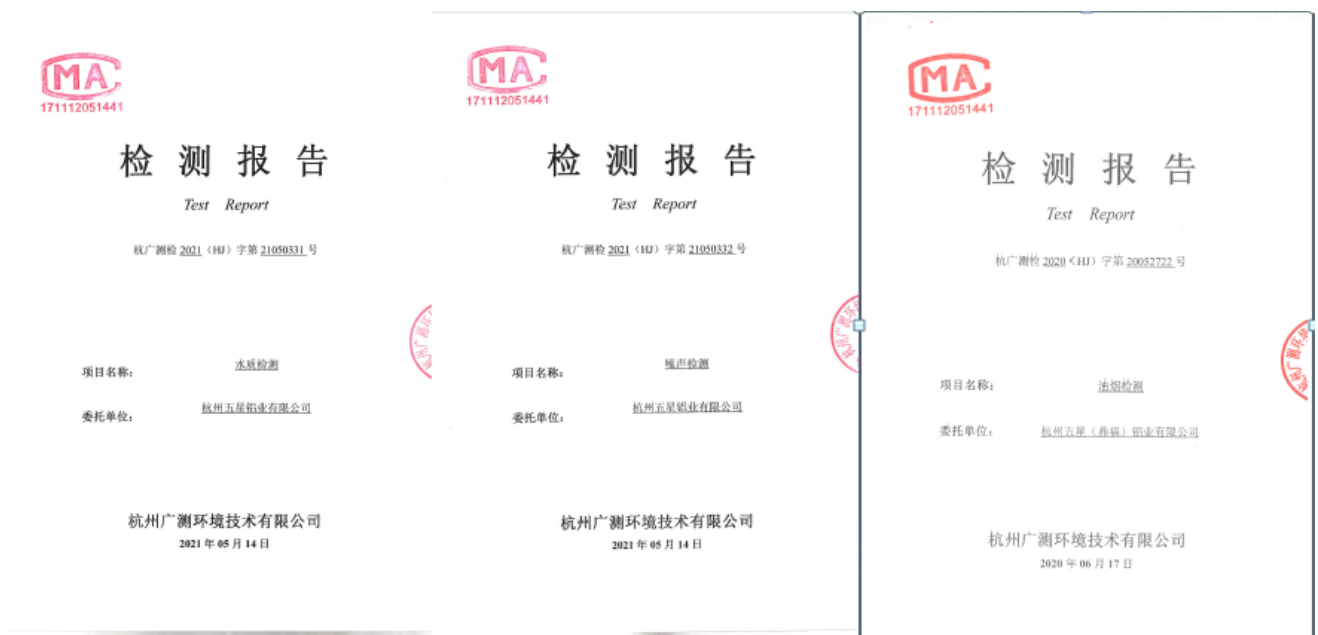 MA
171112051441
检测报告
Test Report
杭广测检 2021（HJ）字第 21050331 号
项目名称： 水质检测
委托单位： 杭州五星铝业有限公司
杭州广测环境技术有限公司
2021 年 05 月 14 日
MA
171112051441
检测报告
Test Report
杭广测检 2021（HJ）字第 21050332 号
项目名称： 噪声检测
委托单位： 杭州五星铝业有限公司
杭州广测环境技术有限公司
2021 年 05 月 14 日
MA
171112051441
检测报告
Test Report
杭广测检 2020（HJ）字第 20052722 号
项目名称： 油烟检测
委托单位： 杭州五星（鼎福）铝业有限公司
杭州广测环境技术有限公司
2020 年 06 月 17 日